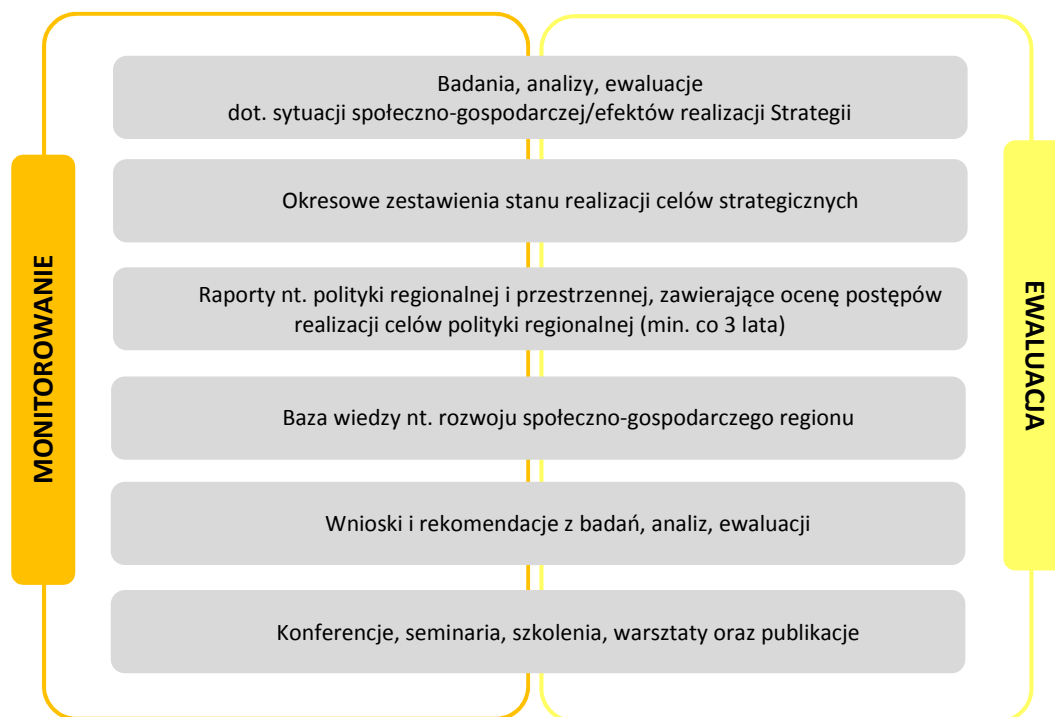 MONITOROWANIE
Badania, analizy, ewaluacje
dot. sytuacji społeczno-gospodarczej/efektów realizacji Strategii
Okresowe zestawienia stanu realizacji celów strategicznych
Raporty nt. polityki regionalnej i przestrzennej, zawierające ocenę postępów
realizacji celów polityki regionalnej (min. co 3 lata)
Baza wiedzy nt. rozwoju społeczno-gospodarczego regionu
Wnioski i rekomendacje z badań, analiz, ewaluacji
Konferencje, seminaria, szkolenia, warsztaty oraz publikacje
EWALUACJA